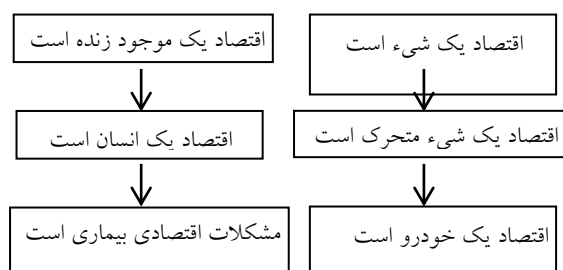 اقتصاد یک شیء است
اقتصاد یک شیء متحرک است
اقتصاد یک خودرو است
اقتصاد یک موجود زنده است
اقتصاد یک انسان است
مشکلات اقتصادی بیماری است